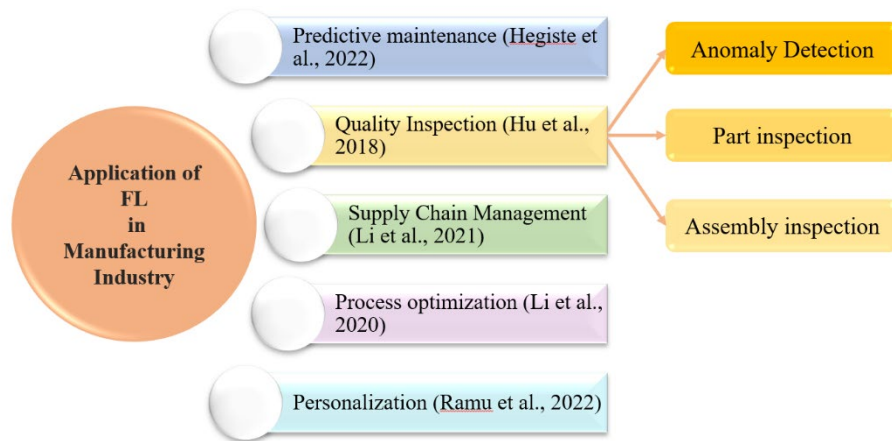 Application of
FL
in
Manufacturing
Industry
Predictive maintenance (Hegiste et
al., 2022)
Quality Inspection (Hu et al.,
2018)
Supply Chain Management
(Li et al., 2021)
Process optimization (Li et al.,
2020)
Personalization (Ramu et al., 2022)
Anomaly Detection
Part inspection
Assembly inspection